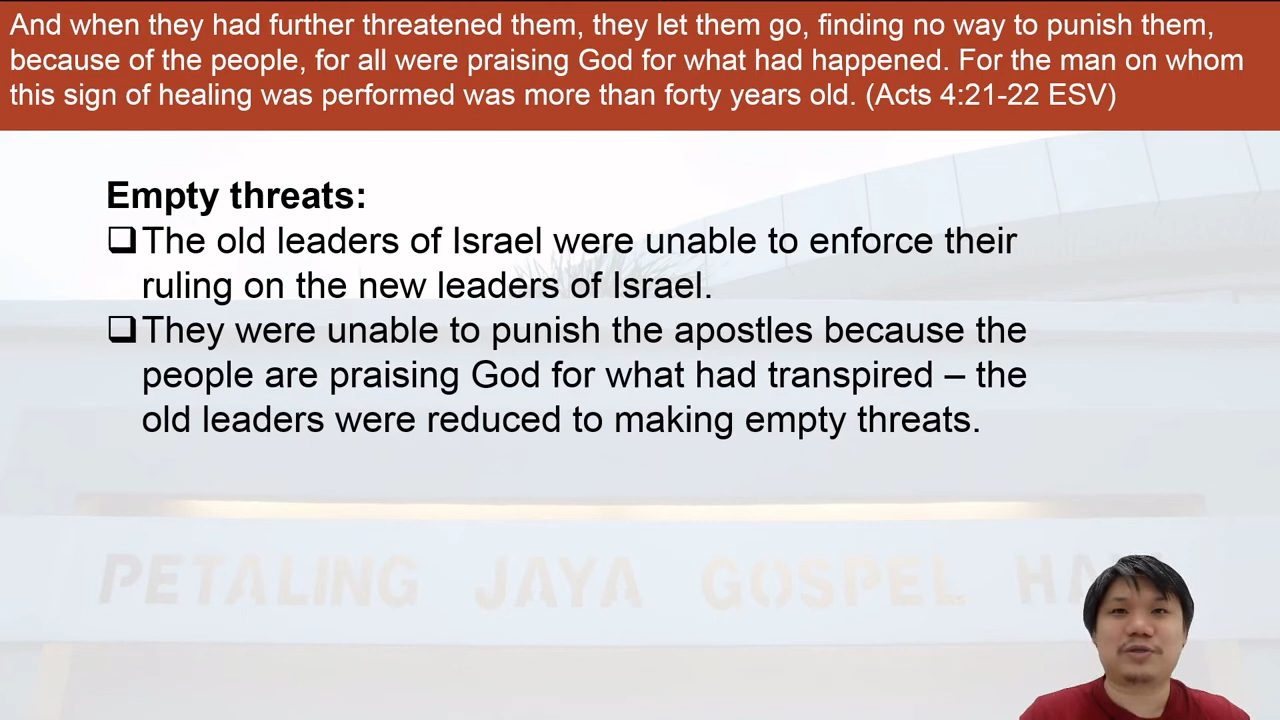 And when they had further threatened them, they let them go, finding no way to punish them,
because of the people, for all were praising God for what had happened. For the man on whom
this sign of healing was performed was more than forty years old. (Acts 4:21-22 ESV)
Empty threats:
❑The old leaders of Israel were unable to enforce their
ruling on the new leaders of Israel.
❑They were unable to punish the apostles because the
people are praising God for what had transpired – the
old leaders were reduced to making empty threats.
PETALING JAYA GOSPEL